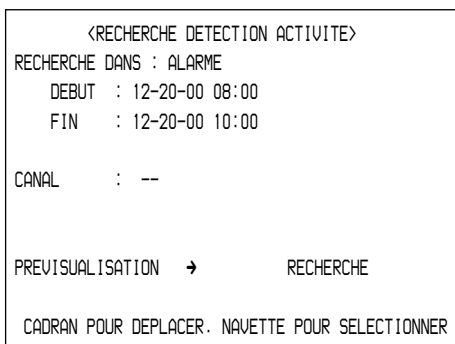 <RECHERCHE DETECTION ACTIVITE>
RECHERCHE DANS : ALARME
DEBUT : 12-20-00 08:00
FIN : 12-20-00 10:00
CANAL : --
PREVISUALISATION → RECHERCHE
CADRAN POUR DEPLACER. NAVETTE POUR SELECTIONNER